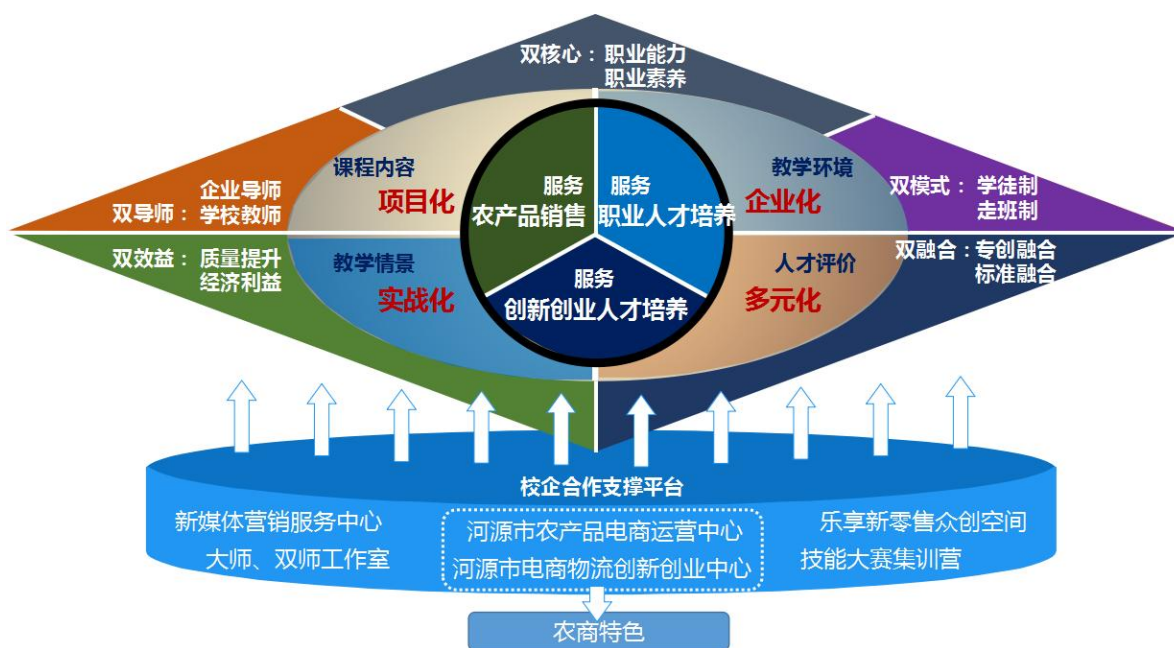 双核心：职业能力
职业素养
课程内容
项目化
教学环境
企业化
企业导师
双导师：学校教师
服务
农产品销售
服务
职业人才培养
双模式：学徒制
走班制
双效益：质量提升
经济利益
教学情景
实战化
服务
创新创业人才培养
人才评价
多元化
双融合：专创融合
标准融合
校企合作支撑平台
新媒体营销服务中心
大师、双师工作室
河源市农产品电商运营中心
河源市电商物流创新创业中心
乐享新零售众创空间
技能大赛集训营
农商特色